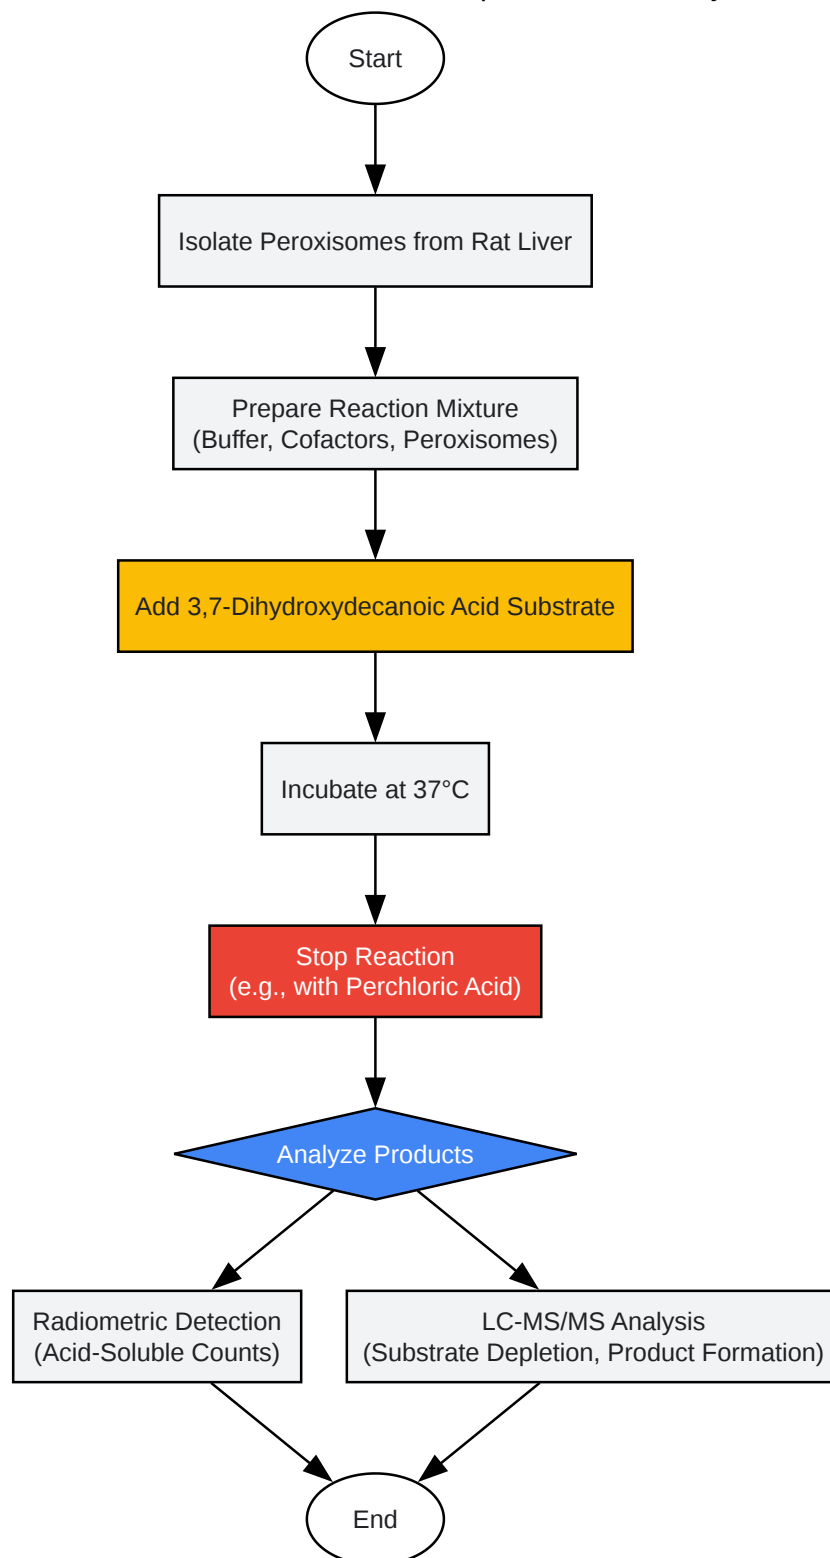 Start
Isolate Peroxisomes from Rat Liver
Prepare Reaction Mixture
(Buffer, Cofactors, Peroxisomes)
Add 3,7-Dihydroxydecanoic Acid Substrate
Incubate at 37°C
Stop Reaction
(e.g., with Perchloric Acid)
Analyze Products
Radiometric Detection
(Acid-Soluble Counts)
LC-MS/MS Analysis
(Substrate Depletion, Product Formation)
End